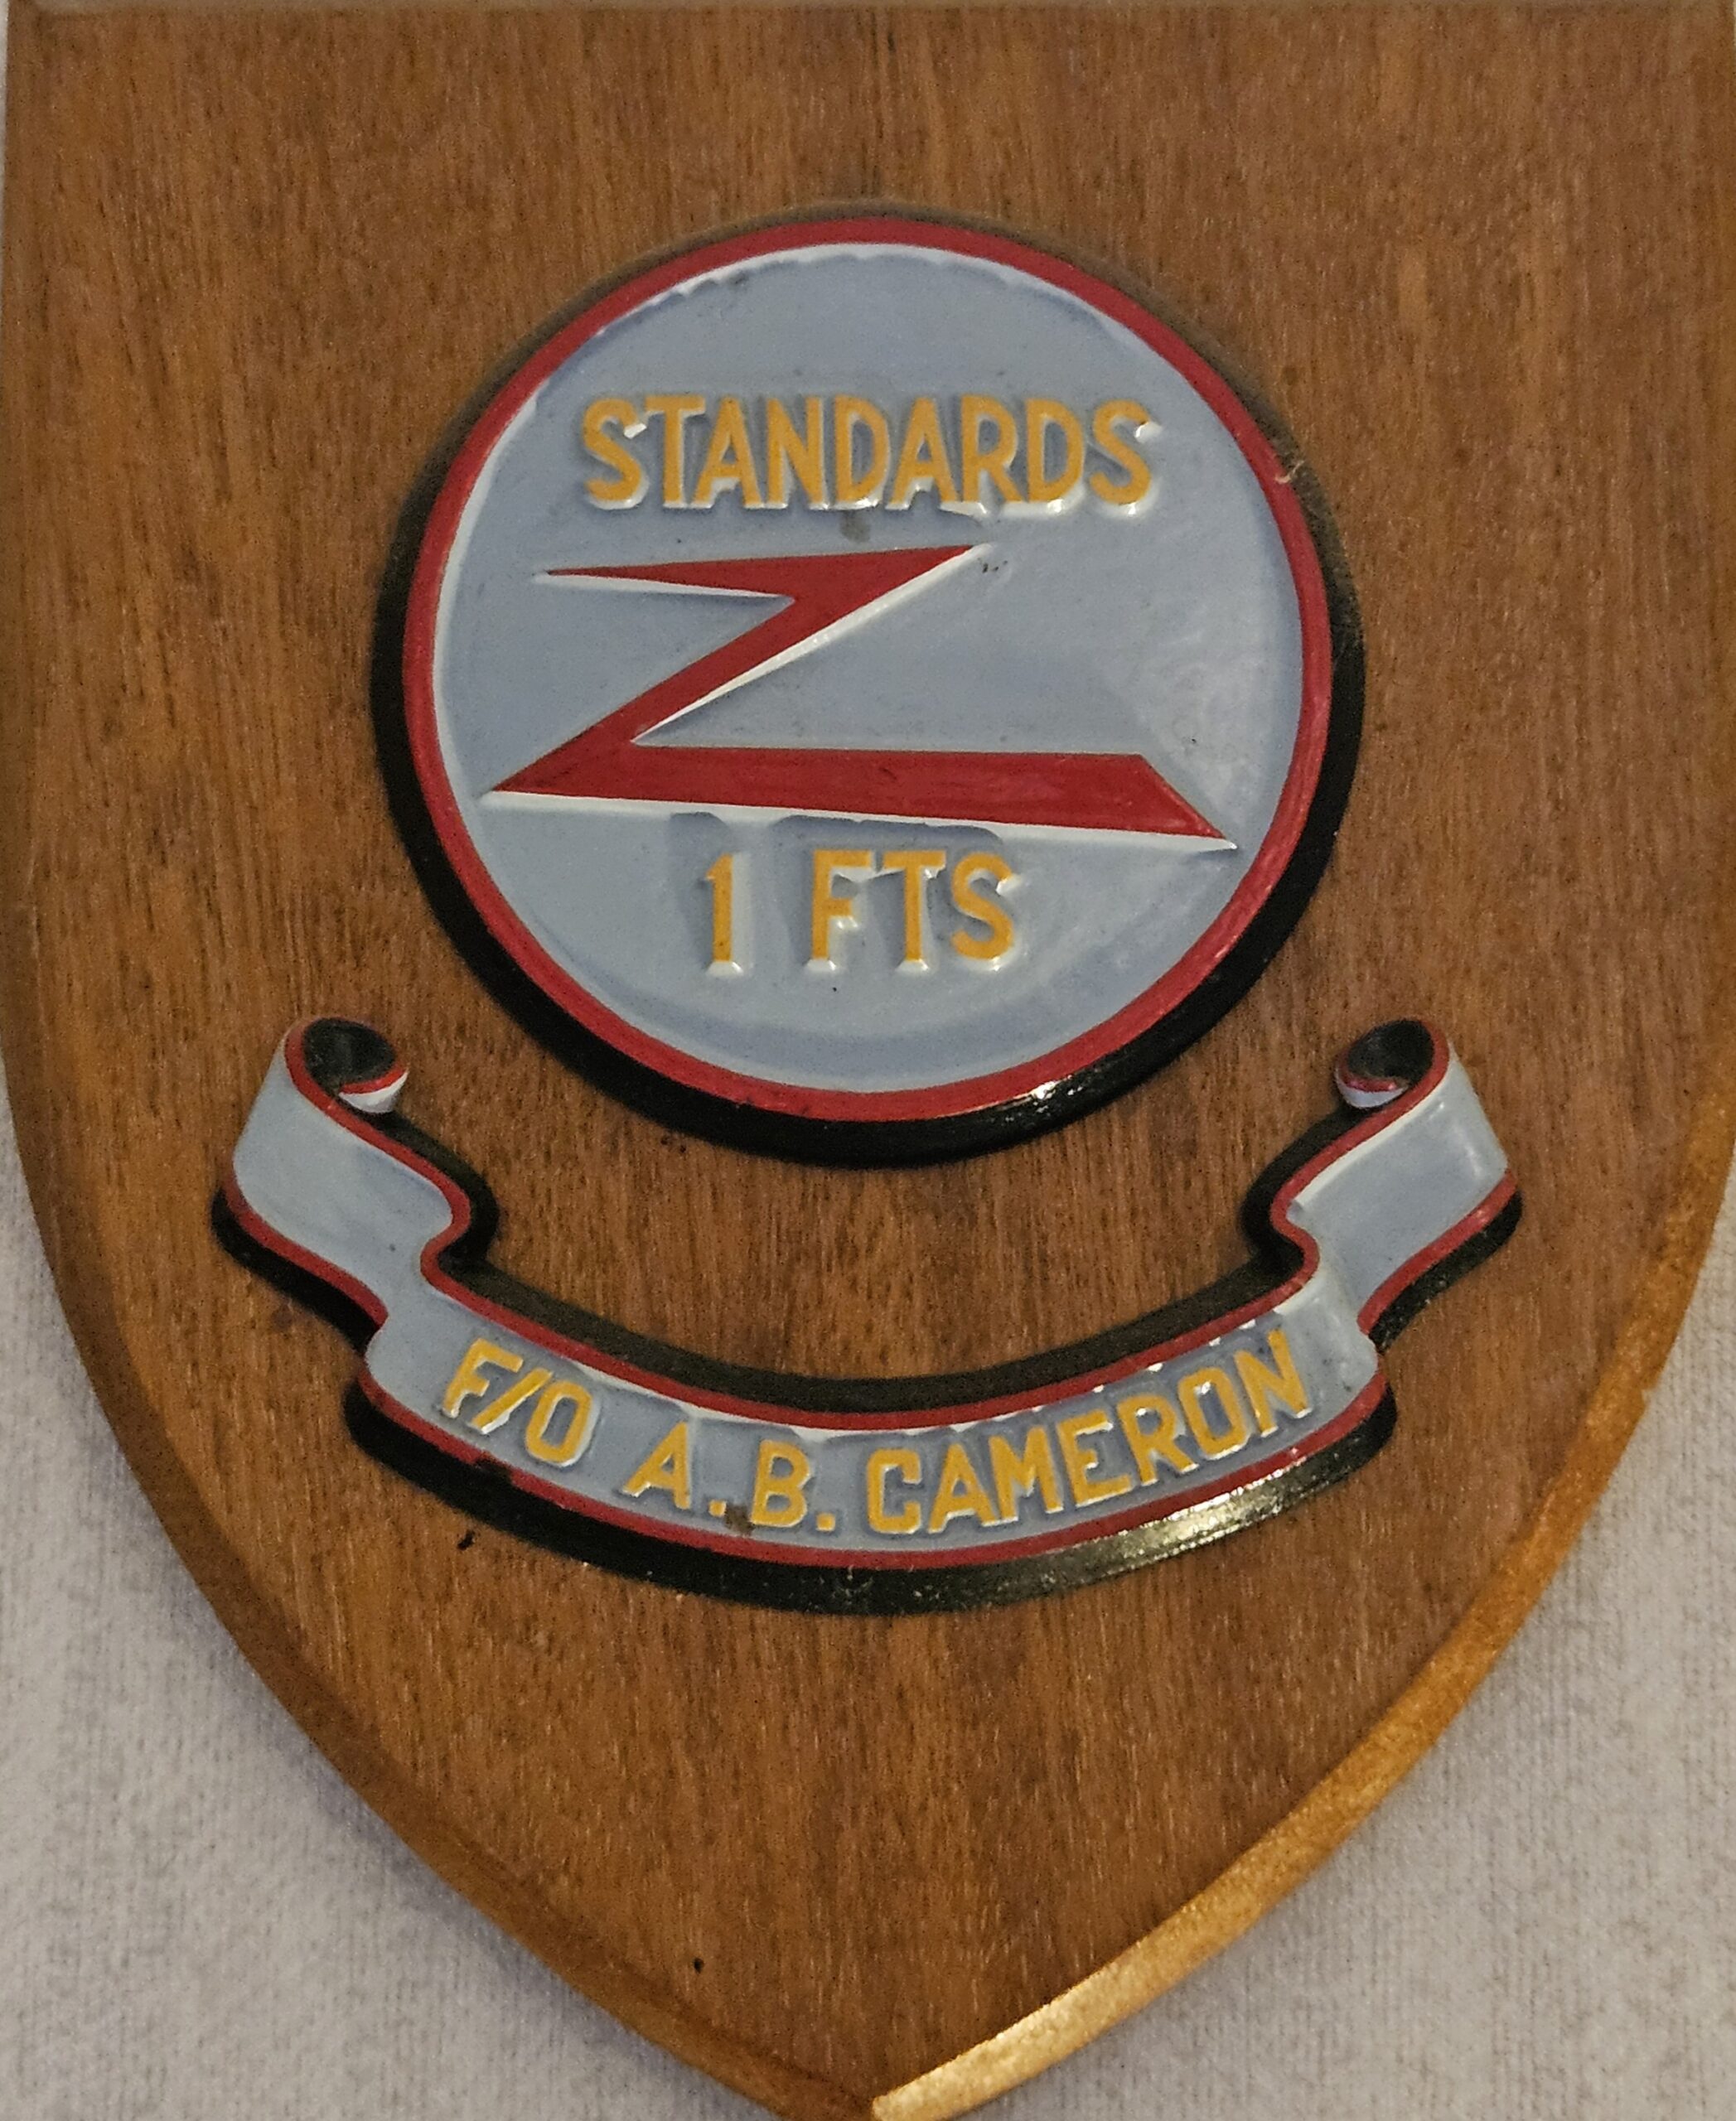 STANDARDS
1 FTS
F/O A.B. CAMERON